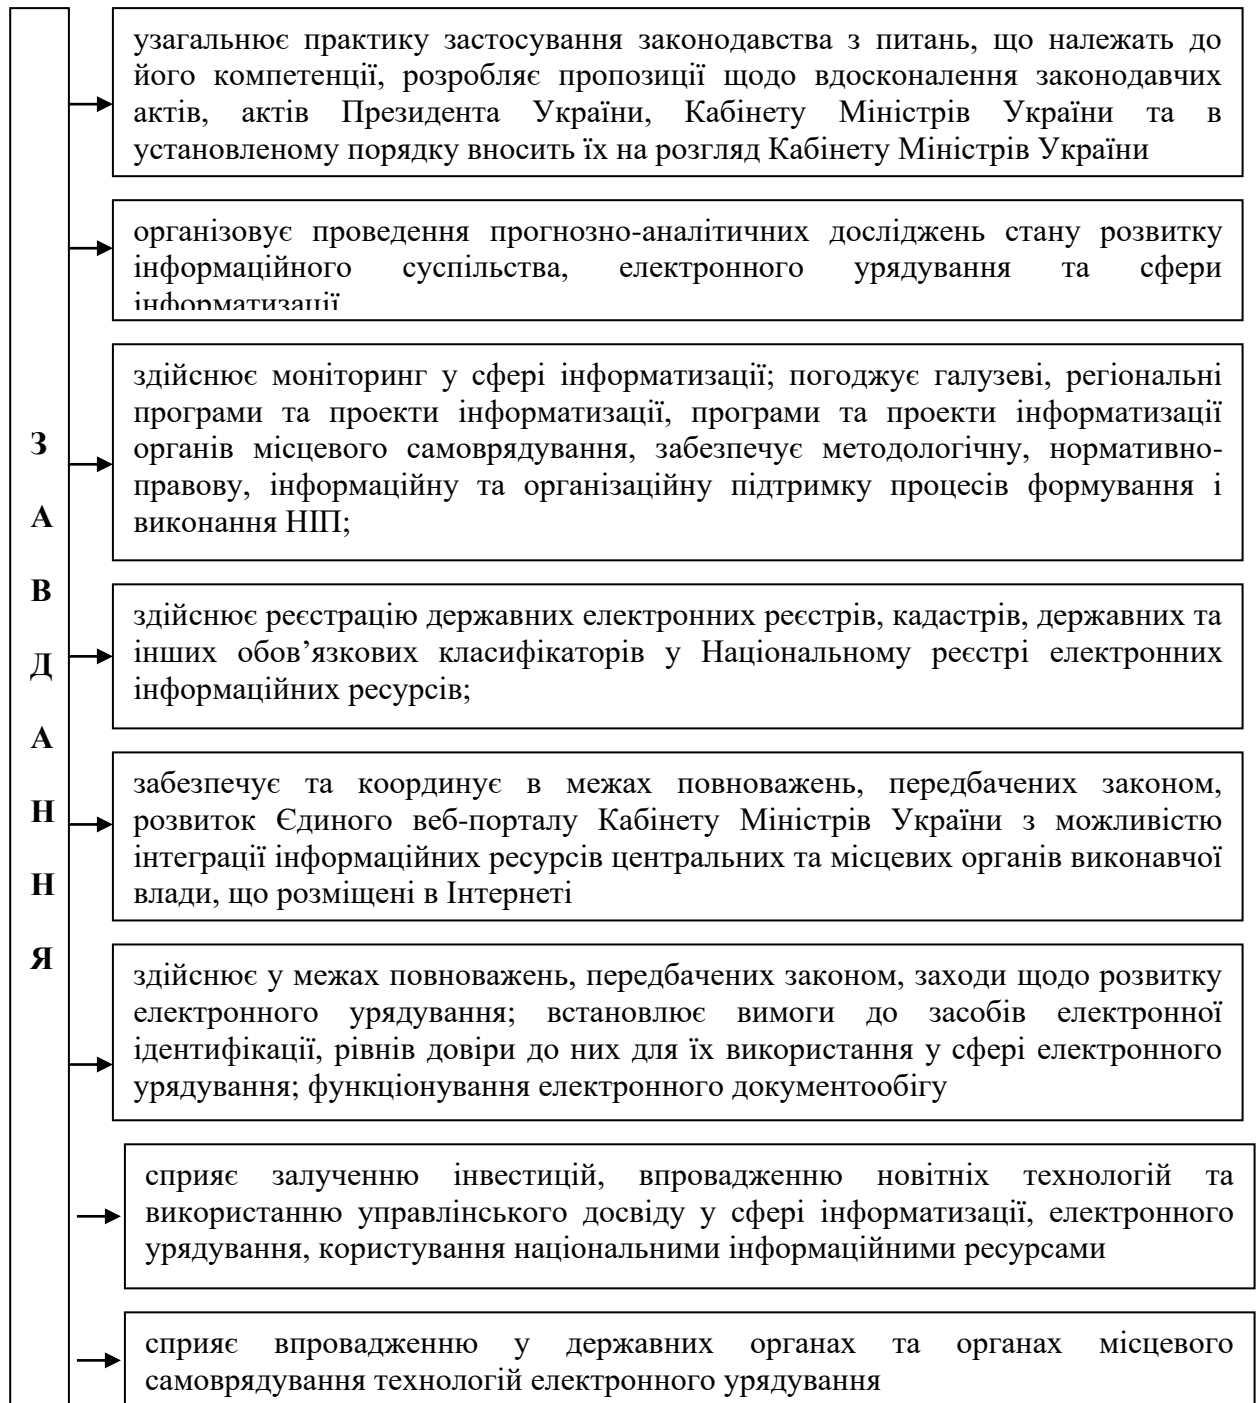 ЗАВДАННЯ
узагальнює практику застосування законодавства з питань, що належать до
його компетенції, розробляє пропозиції щодо вдосконалення законодавчих
актів, актів Президента України, Кабінету Міністрів України та в
установленому порядку вносить їх на розгляд Кабінету Міністрів України
організовує проведення прогнозно-аналітичних досліджень стану розвитку
інформаційного суспільства, електронного урядування та сфери
інформатизації
здійснює моніторинг у сфері інформатизації; погоджує галузеві, регіональні
програми та проекти інформатизації, програми та проекти інформатизації
органів місцевого самоврядування, забезпечує методологічну, нормативно-
правову, інформаційну та організаційну підтримку процесів формування і
виконання НІП;
здійснює реєстрацію державних електронних реєстрів, кадастрів, державних та
інших обов’язкових класифікаторів у Національному реєстрі електронних
інформаційних ресурсів;
забезпечує та координує в межах повноважень, передбачених законом,
розвиток Єдиного веб-порталу Кабінету Міністрів України з можливістю
інтеграції інформаційних ресурсів центральних та місцевих органів виконавчої
влади, що розміщені в Інтернеті
здійснює у межах повноважень, передбачених законом, заходи щодо розвитку
електронного урядування; встановлює вимоги до засобів електронної
ідентифікації, рівнів довіри до них для їх використання у сфері електронного
урядування; функціонування електронного документообігу
сприяє залученню інвестицій, впровадженню новітніх технологій та
використанню управлінського досвіду у сфері інформатизації, електронного
урядування, користування національними інформаційними ресурсами
сприяє впровадженню у державних органах та органах місцевого
самоврядування технологій електронного урядування